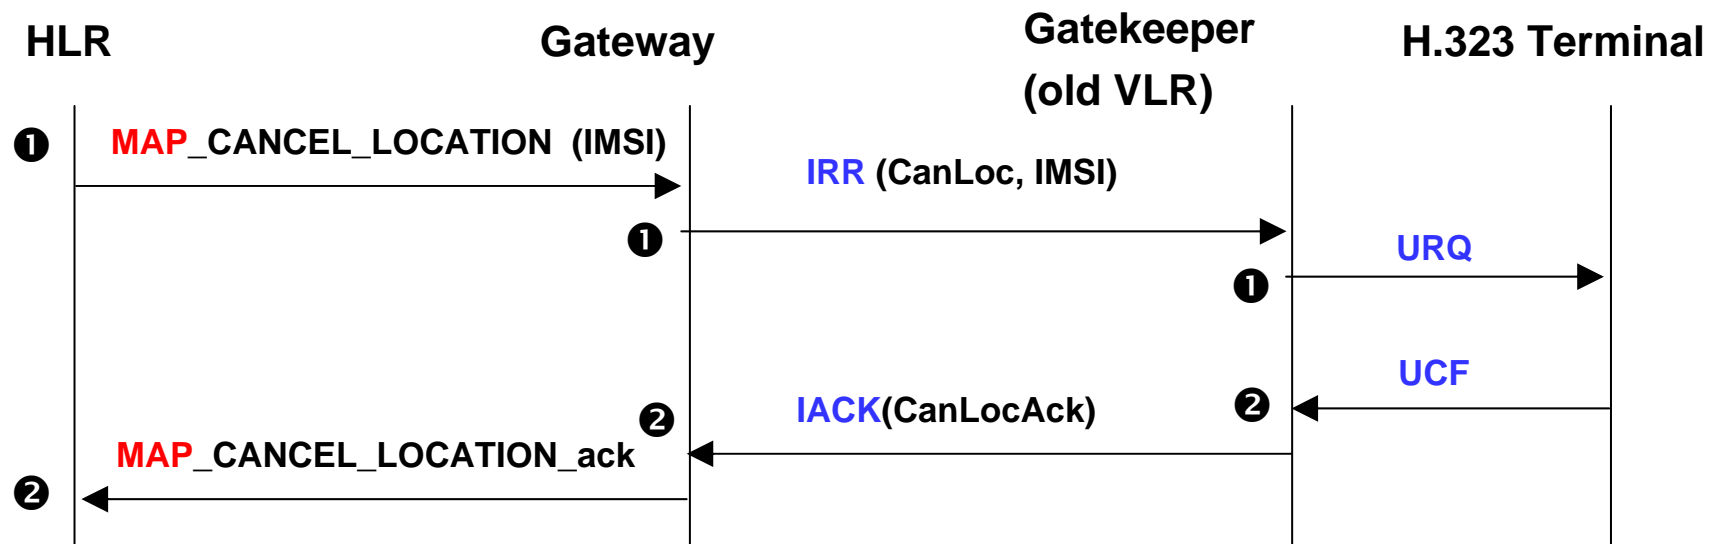 HLR
Gateway
Gatekeeper
(old VLR)
H.323 Terminal
❶
MAP_CANCEL_LOCATION (IMSI)
IRR (CanLoc, IMSI)
❶
URQ
❶
UCF
❷
IACK(CanLocAck)
❷
MAP_CANCEL_LOCATION_ack
❷